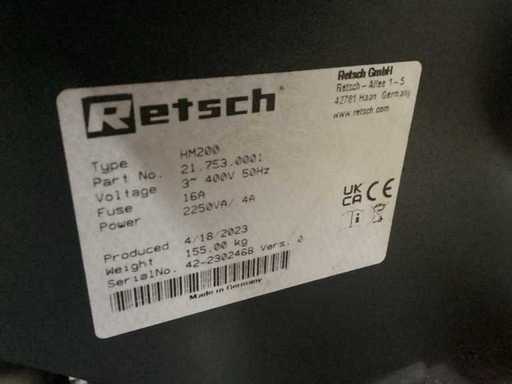 Retsch
Retsch GmbH
Retsch - Allee 1-5
42781 Haan Germany
www.retsch.com
Type HM200
Part No. 21.753.0001
Voltage 3~ 400V 50Hz
Fuse 16A
Power 2250VA/ 4A
UK
CA CE
i
Produced 4/18/2023
Weight 155.00 kg
SerialNo. 42-2302468 Vers. 0
Made in Germany